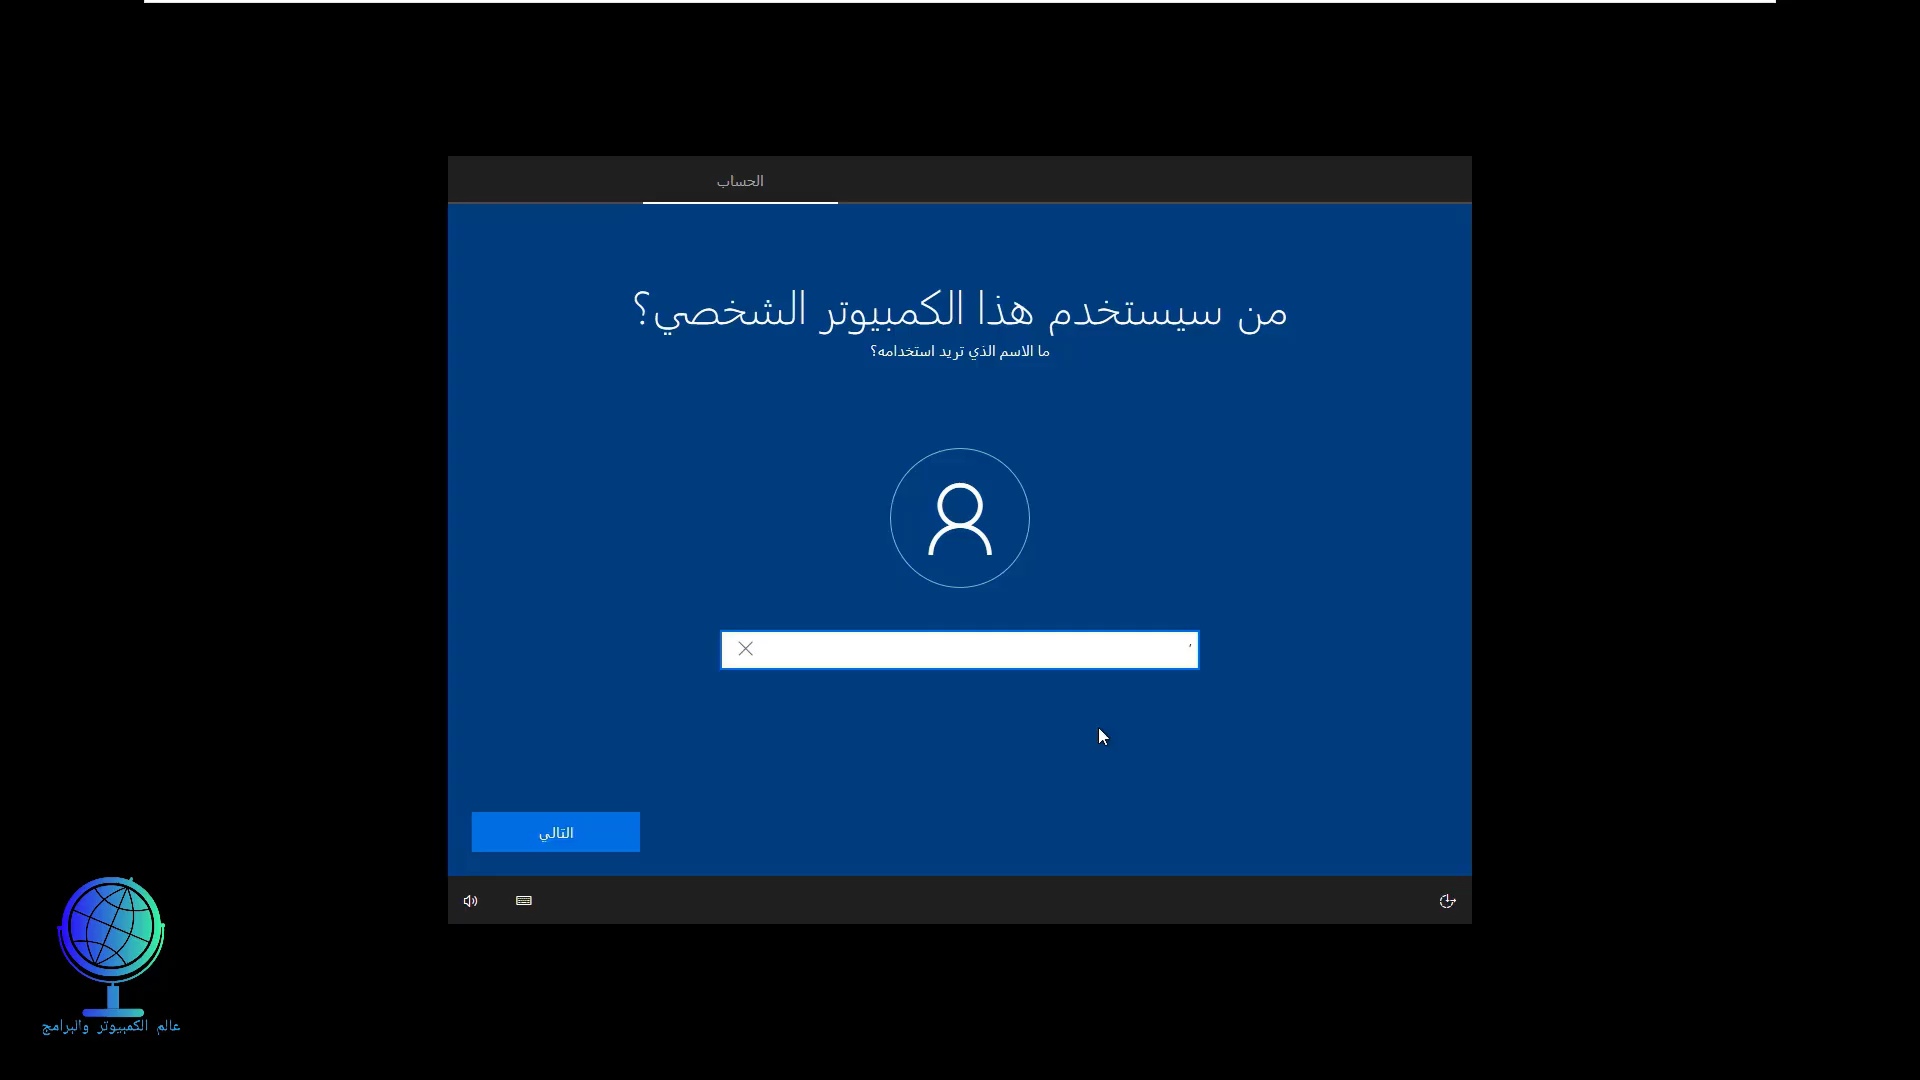 الحساب
من سيستخدم هذا الكمبيوتر الشخصي؟
ما الاسم الذي تريد استخدامه؟
التالي
عالم الكمبيوتر والبرامج